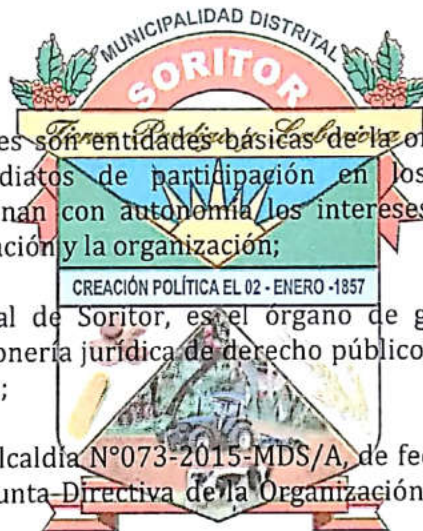 MUNICIPALIDAD DISTRITAL
SORITOR
es son entidades básicas de la o
diatos de participación en los
nan con autonomía los intereses
ación y la organización;
CREACIÓN POLÍTICA EL 02 - ENERO -1857
al de Soritor, es el órgano de g
onería jurídica de derecho público
;
lcaldía N°073-2015-MDS/A, de fec
unta Directiva de la Organización